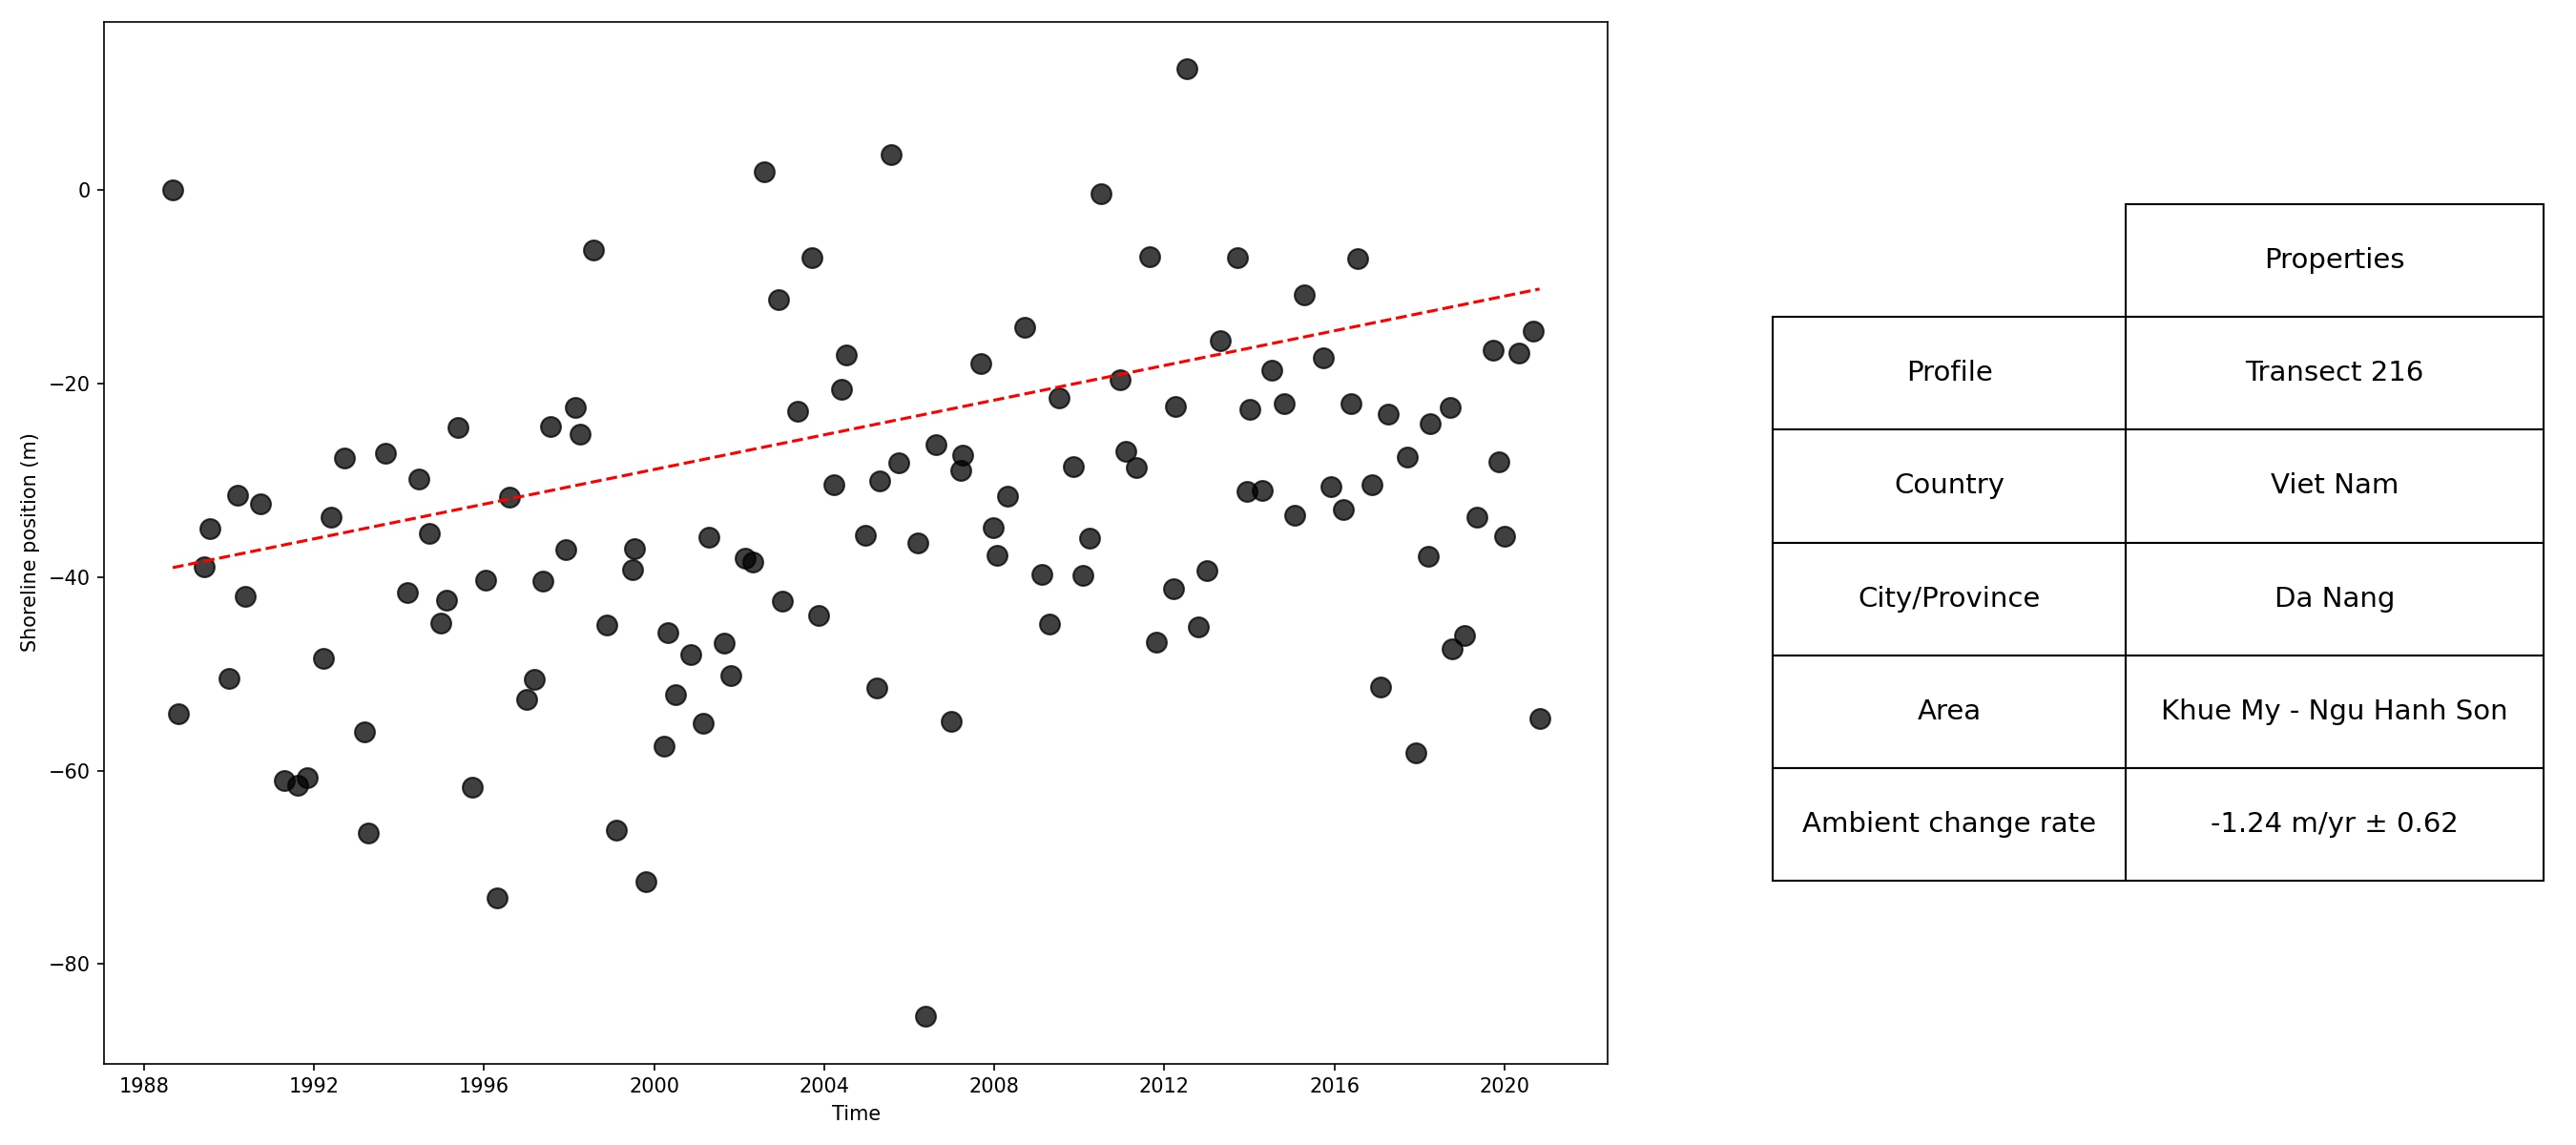 0
−20
−40
−60
−80
Shoreline position (m)
1988 1992 1996 2000 2004 2008 2012 2016 2020
Time
Properties
Profile Transect 216
Country Viet Nam
City/Province Da Nang
Area Khue My - Ngu Hanh Son
Ambient change rate -1.24 m/yr ± 0.62